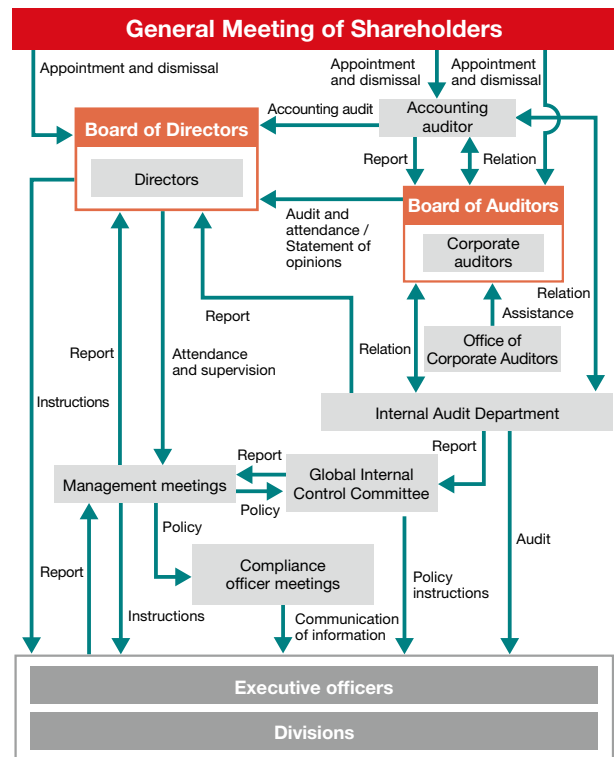 General Meeting of Shareholders
Appointment and dismissal
Appointment
and dismissal
Appointment
and dismissal
Accounting audit
Accounting
auditor
Board of Directors
Directors
Report
Relation
Board of Auditors
Corporate
auditors
Audit and
attendance /
Statement of
opinions
Relation
Assistance
Report
Office of
Corporate Auditors
Relation
Report
Attendance
and supervision
Instructions
Internal Audit Department
Report
Report
Global Internal
Control Committee
Management meetings
Policy
Policy
Audit
Compliance
officer meetings
Report
Policy
instructions
Instructions
Communication
of information
Executive officers
Divisions